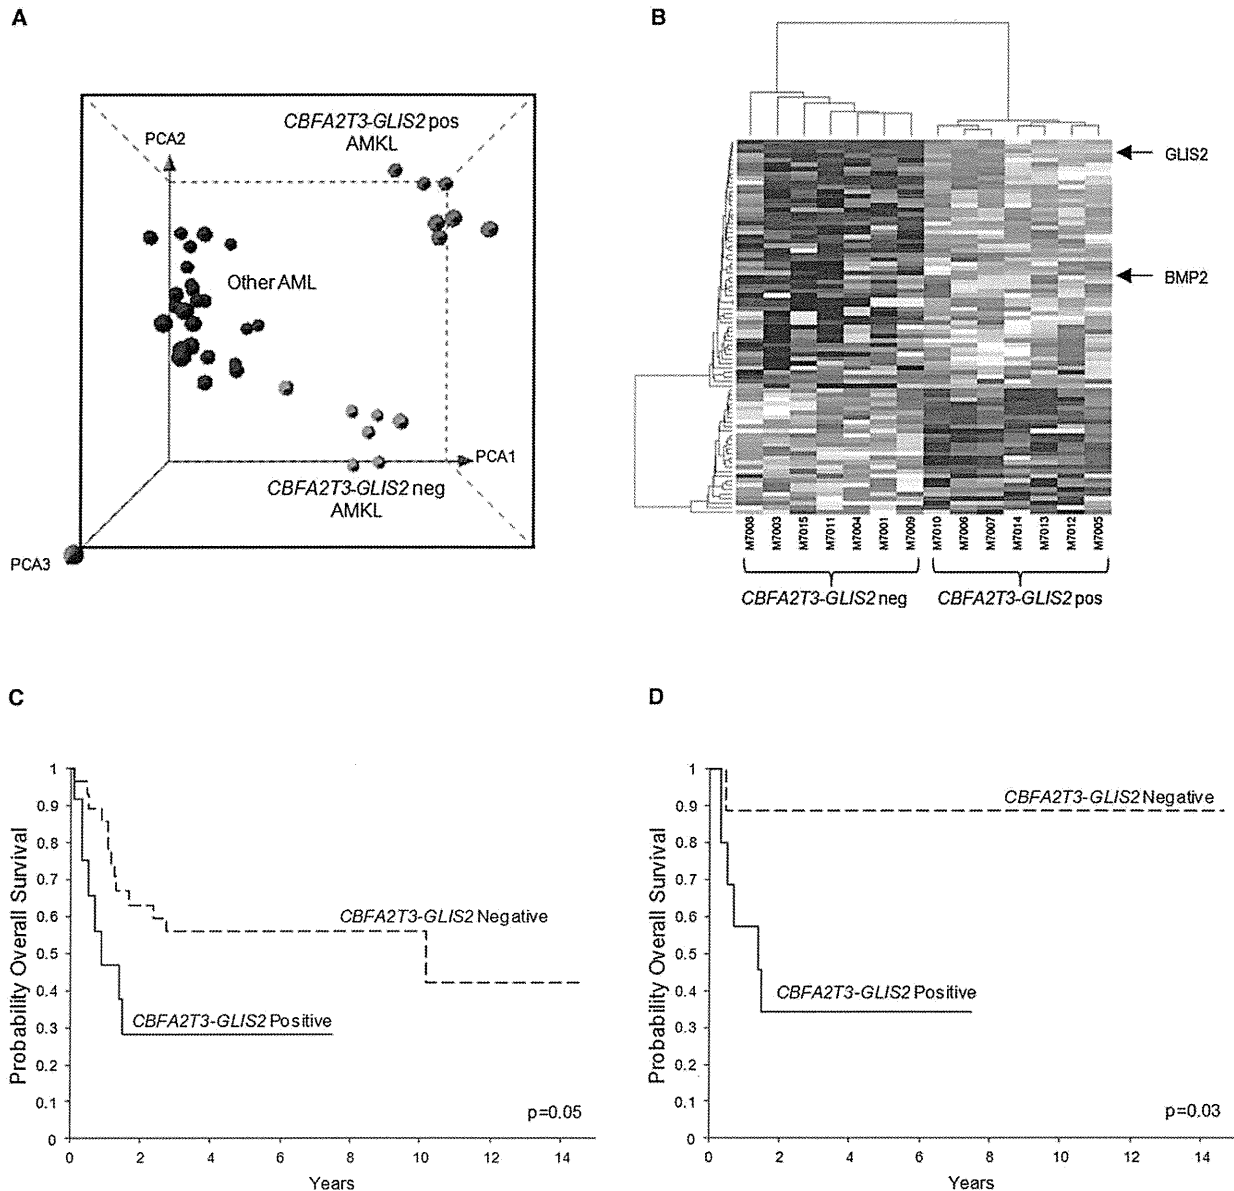 A
CBFA2T3-GLIS2 pos
AMKL
PCA2
Other AML
PCA1
CBFA2T3-GLIS2 neg
AMKL
PCA3
B
GLIS2
BMP2
M7008
M7003
M7015
M7011
M7004
M7001
M7009
M7010
M7006
M7007
M7014
M7013
M7012
M7005
CBFA2T3-GLIS2 neg
CBFA2T3-GLIS2 pos
C
Probability Overall Survival
1
0.9
0.8
0.7
0.6
0.5
0.4
0.3
0.2
0.1
0
CBFA2T3-GLIS2 Negative
CBFA2T3-GLIS2 Positive
p=0.05
0 2 4 6 8 10 12 14
Years
D
Probability Overall Survival
1
0.9
0.8
0.7
0.6
0.5
0.4
0.3
0.2
0.1
0
CBFA2T3-GLIS2 Negative
CBFA2T3-GLIS2 Positive
p=0.03
0 2 4 6 8 10 12 14
Years